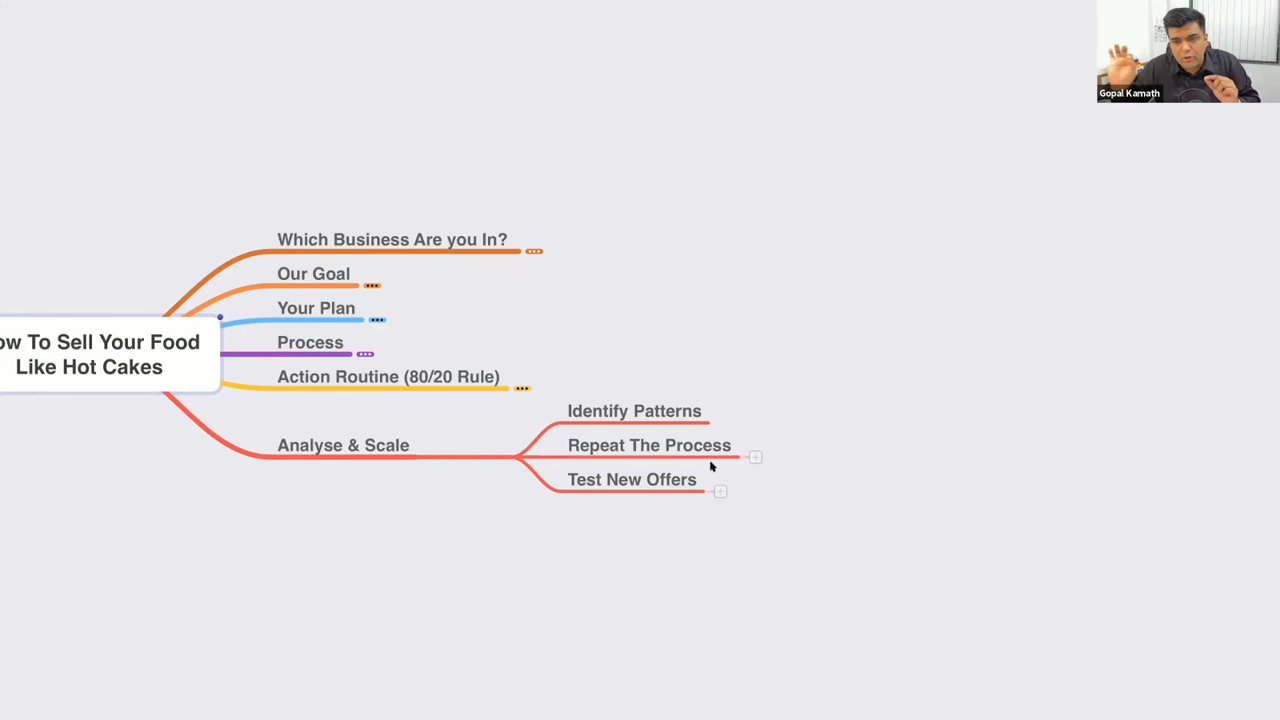 Gopal Kamath
Which Business Are you In?
Our Goal
Your Plan
ow To Sell Your Food
Like Hot Cakes
Process
Action Routine (80/20 Rule)
Analyse & Scale
Identify Patterns
Repeat The Process
Test New Offers